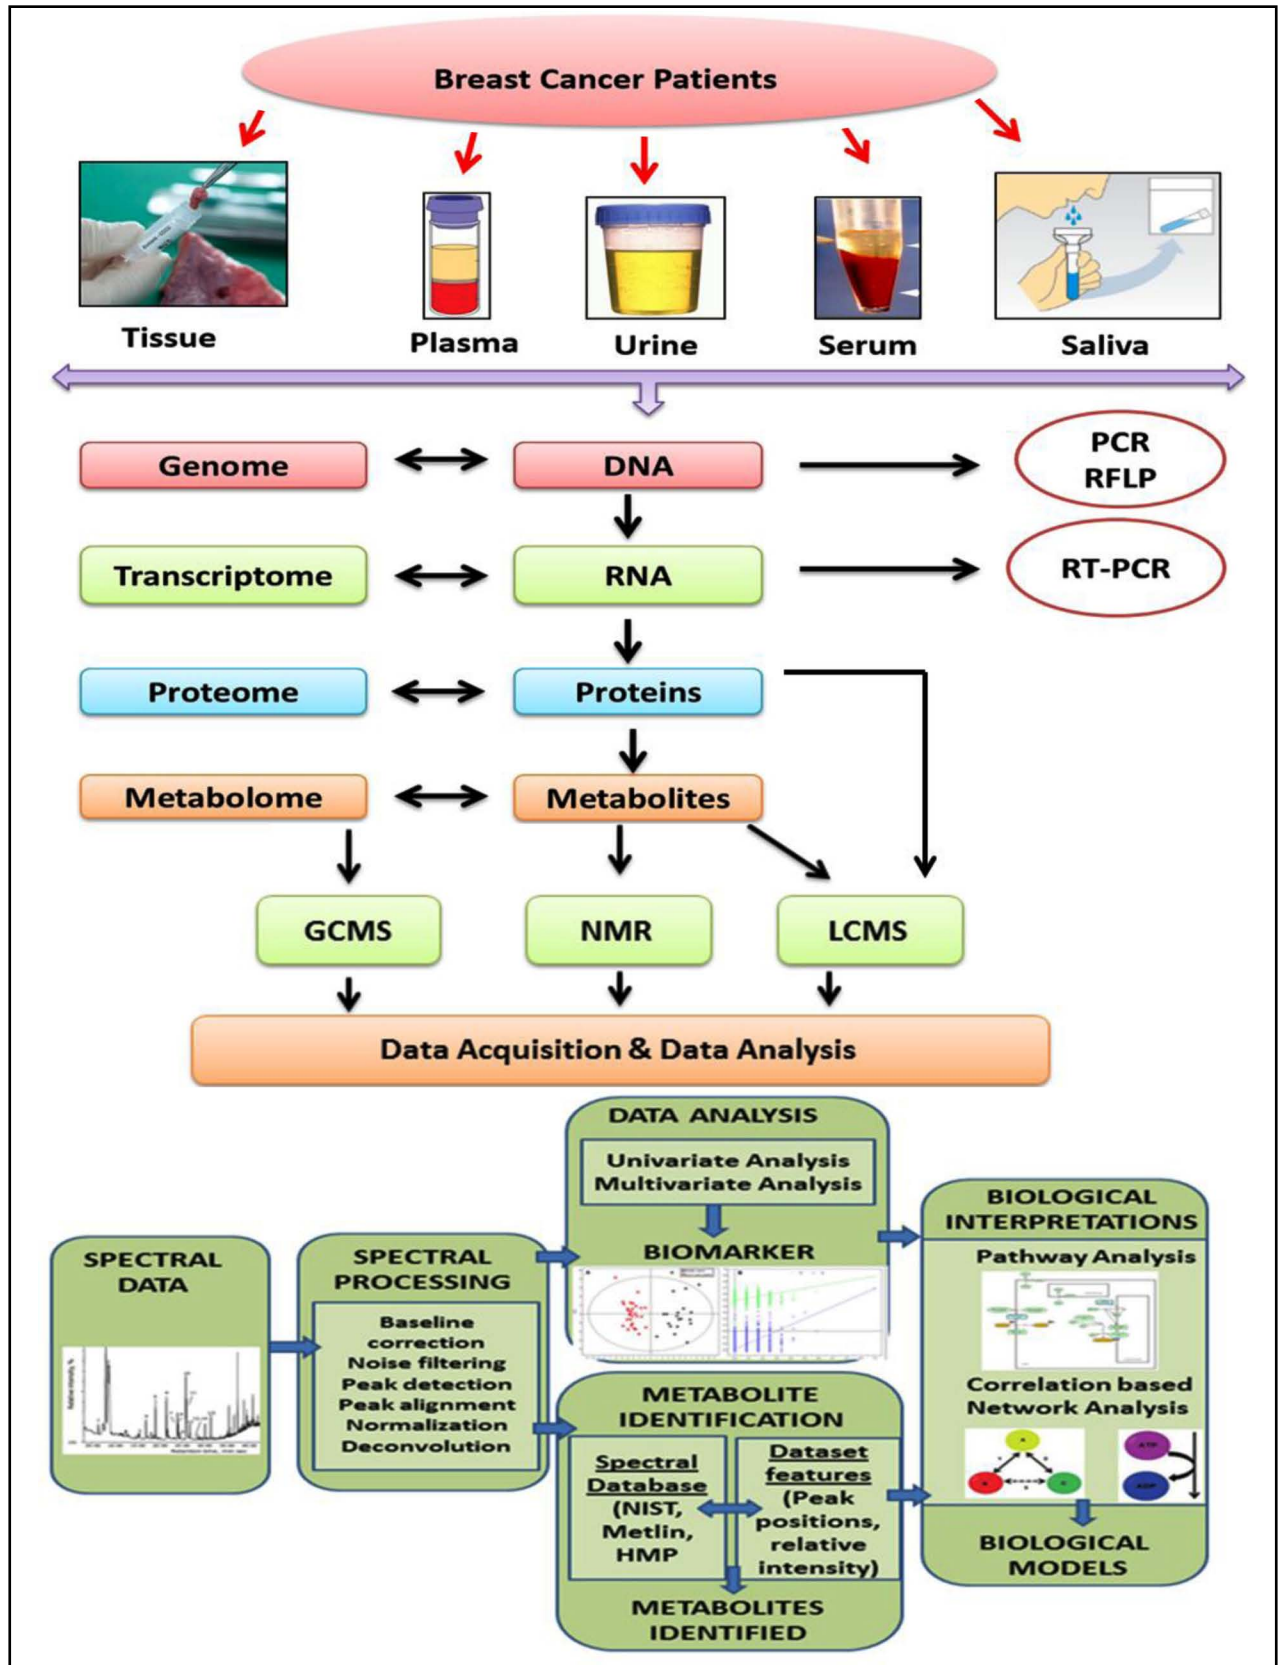 Breast Cancer Patients
Tissue
Plasma
Urine
Serum
Saliva
Genome
DNA
PCR
RFLP
Transcriptome
RNA
RT-PCR
Proteome
Proteins
Metabolome
Metabolites
GCMS
NMR
LCMS
Data Acquisition & Data Analysis
SPECTRAL
DATA
SPECTRAL
PROCESSING
Baseline
correction
Noise filtering
Peak detection
Peak alignment
Normalization
Deconvolution
DATA ANALYSIS
Univariate Analysis
Multivariate Analysis
BIOMARKER
METABOLITE
IDENTIFICATION
Spectral
Database
(NIST,
Metlin,
HMP
Dataset
features
(Peak
positions,
relative
intensity)
METABOLITES
IDENTIFIED
BIOLOGICAL
INTERPRETATIONS
Pathway Analysis
Correlation based
Network Analysis
ATP
ADP
BIOLOGICAL
MODELS